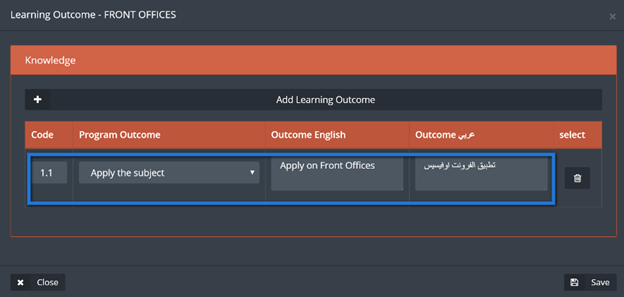 Learning Outcome - FRONT OFFICES
Knowledge
Add Learning Outcome
Code Program Outcome Outcome English Outcome عربي select
1.1 Apply the subject Apply on Front Offices تطبيق الفرونت اوفيسيس
Close Save